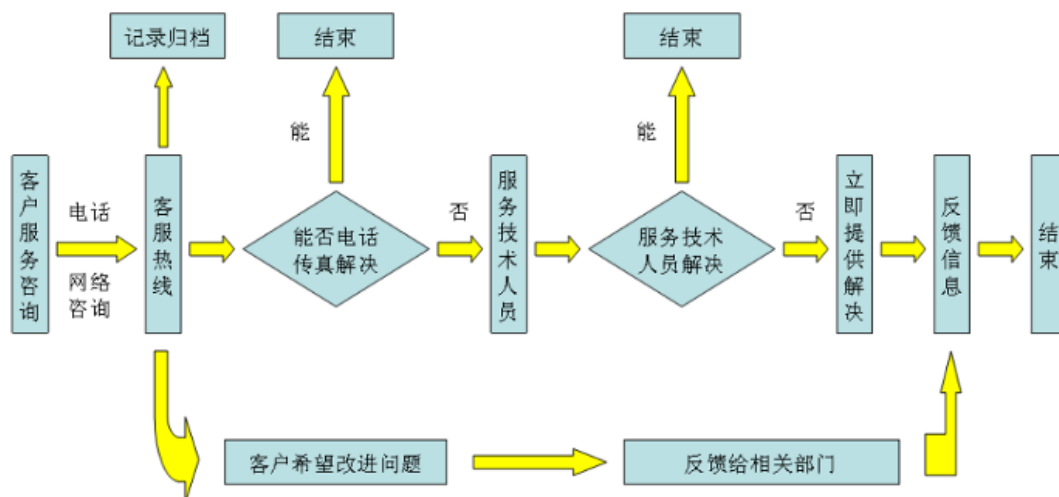 记录归档
结束
结束
能
能
客户服务咨询
电话
网络
咨询
客服热线
能否电话
传真解决
否
服务技术人员
服务技术
人员解决
否
立即提供解决
反馈信息
结束
客户希望改进问题
反馈给相关部门